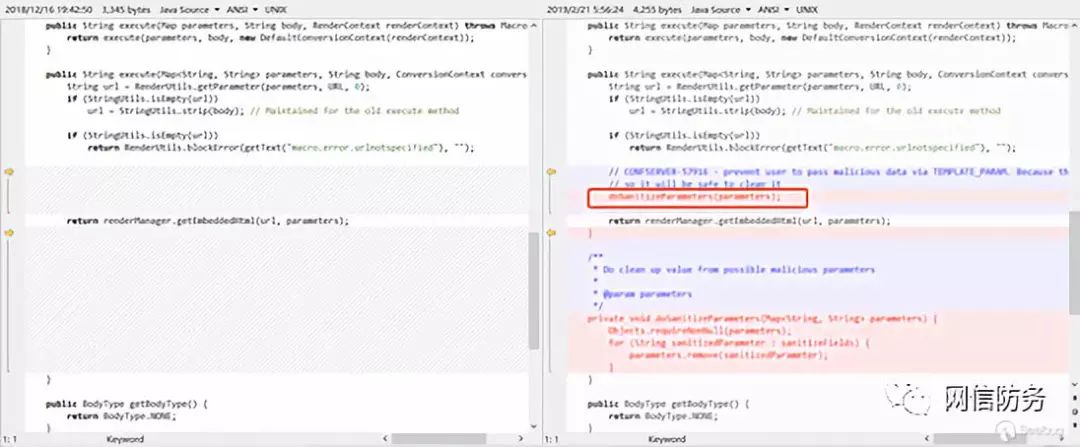 2018/12/16 19:42:50 3,345 bytes Java Source ANSI UNIX
public String execute(Map parameters, String body, RenderContext renderContext) throws Macro
return execute(parameters, body, new DefaultConversionContext(renderContext));
}
public String execute(Map<String, String> parameters, String body, ConversionContext convers
String url = RenderUtils.getParameter(parameters, URL, 0);
if (StringUtils.isEmpty(url))
url = StringUtils.strip(body); // Maintained for the old execute method
if (StringUtils.isEmpty(url))
return RenderUtils.blockError(getText("macro.error.urlnotspecified"), "");
return renderManager.getEmbeddedHtml(url, parameters);
}
public BodyType getBodyType() {
return BodyType.NONE;
}
1: 1 Keyword
5:56:24 4,255 bytes Java Source ANSI UNIX
public String execute(Map parameters, String body, RenderContext renderContext) throws Mac
return execute(parameters, body, new DefaultConversionContext(renderContext));
}
public String execute(Map<String, String> parameters, String body, ConversionContext conve
String url = RenderUtils.getParameter(parameters, URL, 0);
if (StringUtils.isEmpty(url))
url = StringUtils.strip(body); // Maintained for the old execute method
if (StringUtils.isEmpty(url))
return RenderUtils.blockError(getText("macro.error.urlnotspecified"), "");
// CONFSERVER-57916 - prevent user to pass malicious data via TEMPLATE_PARAM. Because th
// so it will be safe to clean it
doSanitizeParameters(parameters);
return renderManager.getEmbeddedHtml(url, parameters);
}
/**
* Do clean up value from possible malicious parameters
*
* @param parameters
*/
private void doSanitizeParameters(Map<String, String> parameters) {
Objects.requireNonNull(parameters);
for (String sanitizedParameter : sanitizeFields) {
parameters.remove(sanitizedParameter);
}
}
public BodyType getBodyType() {
return BodyType.NONE;
}
1: 1 Keyword
网信防务
Seebug